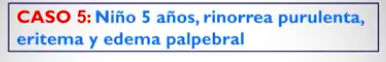 CASO 5: Niño 5 años, rinorrea purulenta,
eritema y edema palpebral